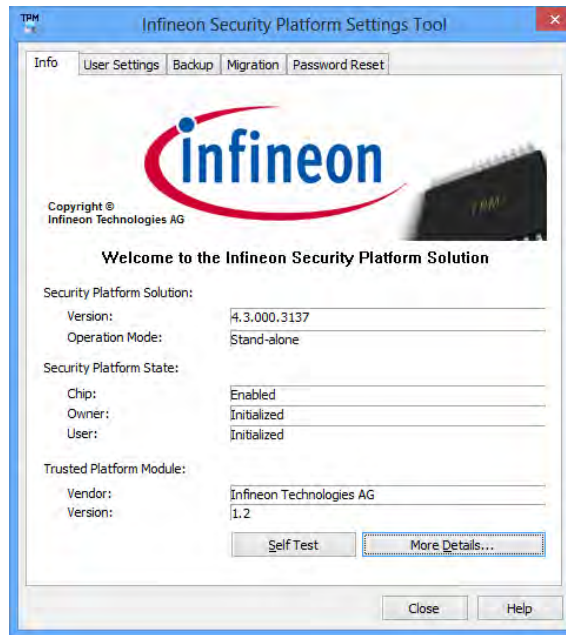 TPM
Infineon Security Platform Settings Tool
Info User Settings Backup Migration Password Reset
infineon
TPM
Copyright ©
Infineon Technologies AG
Welcome to the Infineon Security Platform Solution
Security Platform Solution:
Version: 4.3.000.3137
Operation Mode: Stand-alone
Security Platform State:
Chip: Enabled
Owner: Initialized
User: Initialized
Trusted Platform Module:
Vendor: Infineon Technologies AG
Version: 1.2
Self Test More Details...
Close Help